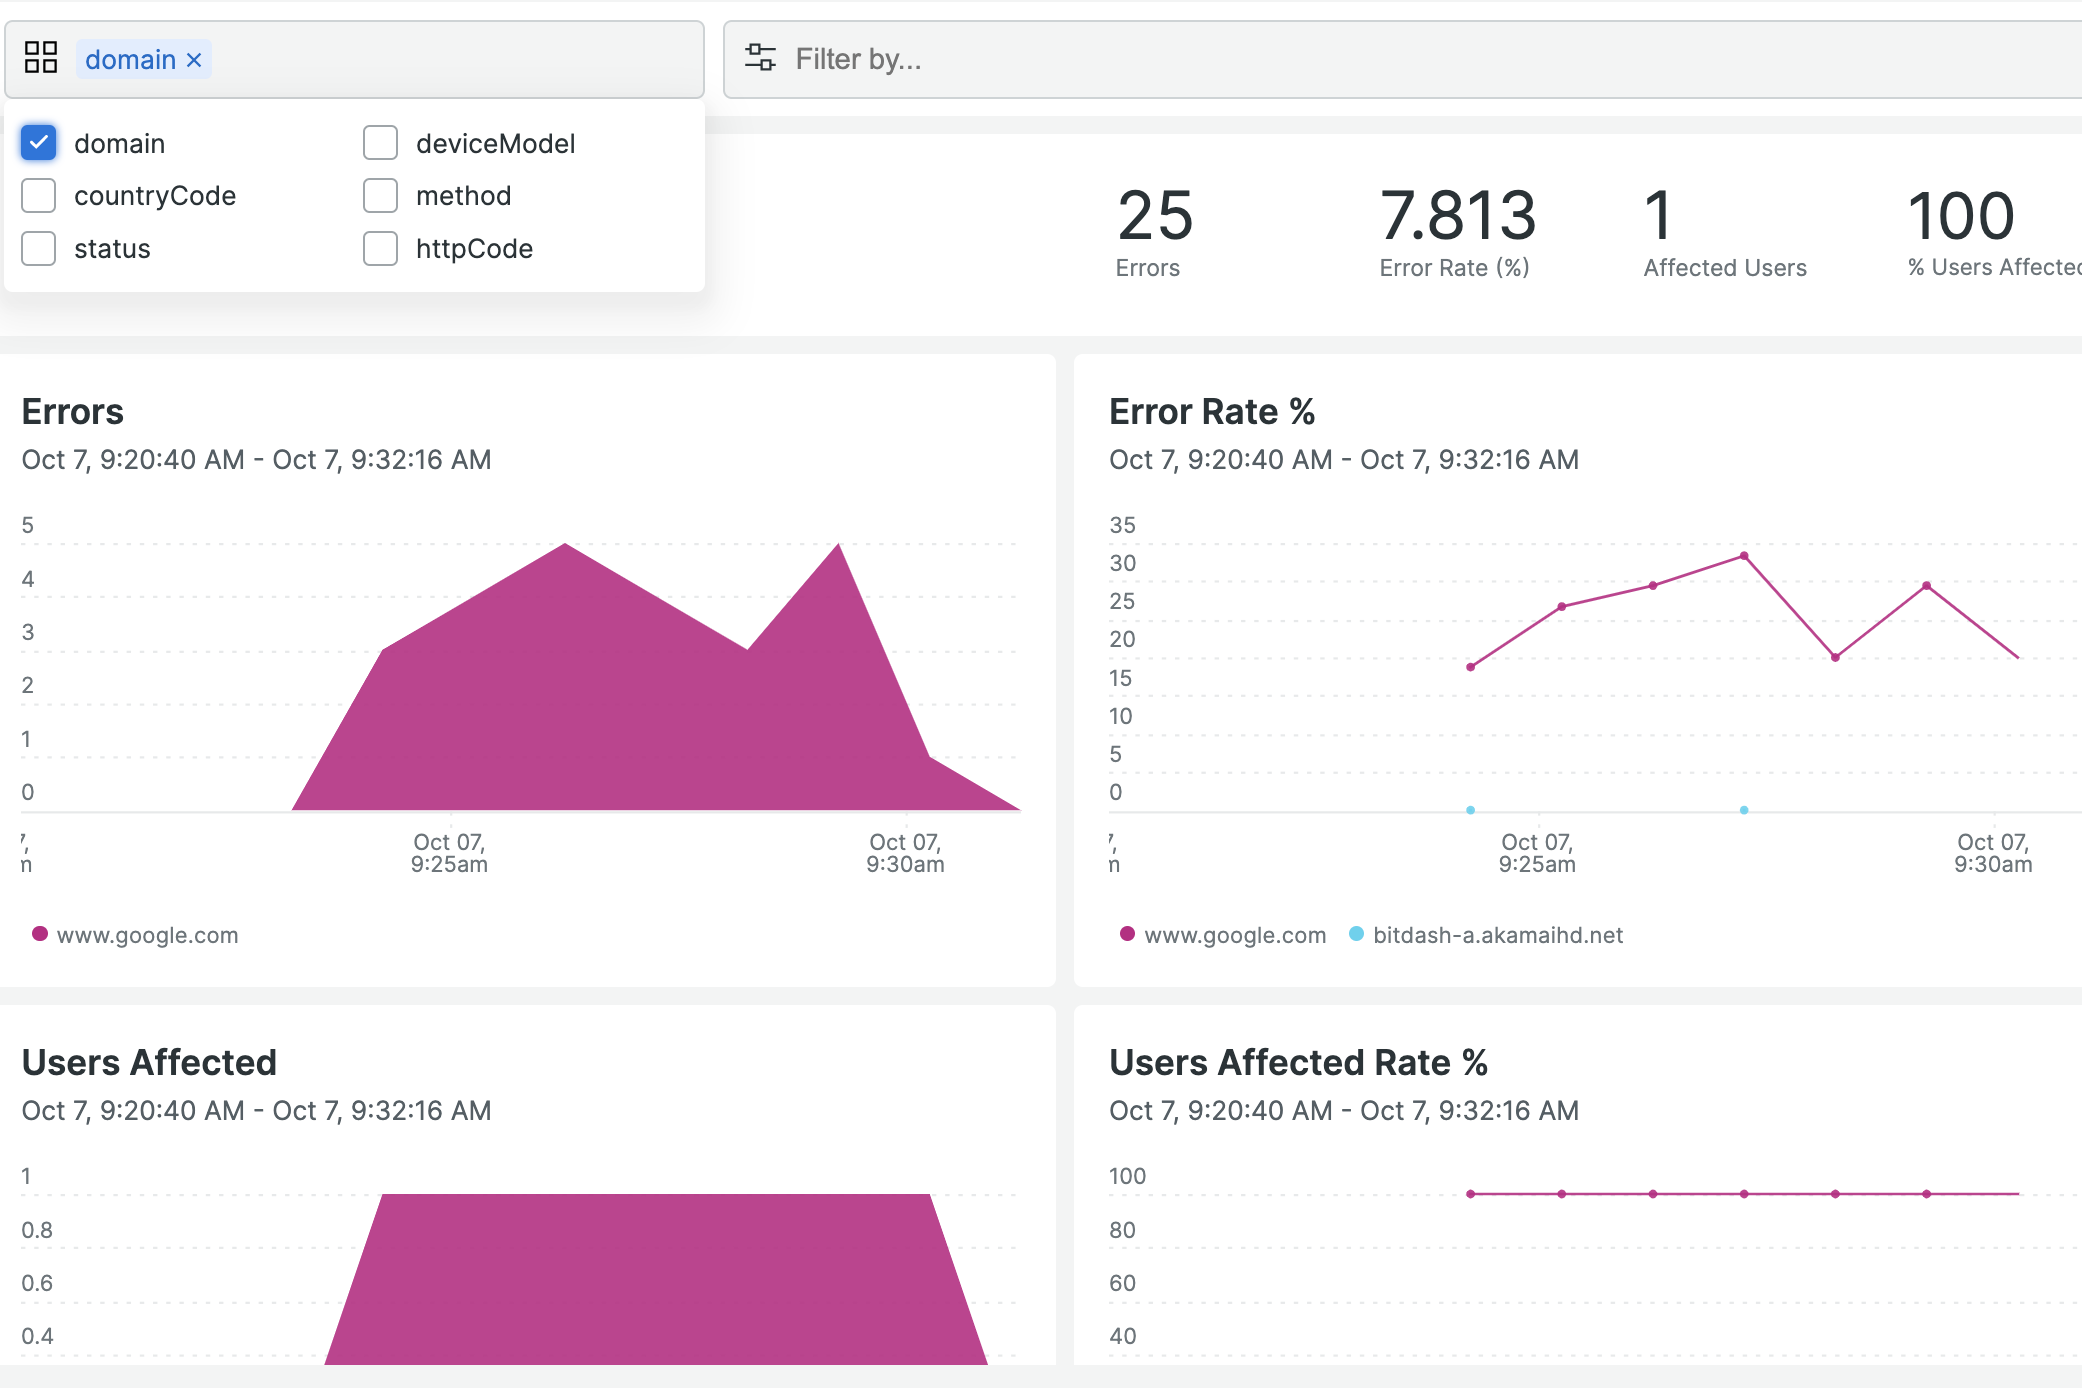 domain ×
Filter by...
domain
deviceModel
countryCode
method
status
httpCode
25
Errors
7.813
Error Rate (%)
1
Affected Users
100
% Users Affected
Errors
Oct 7, 9:20:40 AM - Oct 7, 9:32:16 AM
5
4
3
2
1
0
7,
m
Oct 07,
9:25am
Oct 07,
9:30am
www.google.com
Error Rate %
Oct 7, 9:20:40 AM - Oct 7, 9:32:16 AM
35
30
25
20
15
10
5
0
7,
m
Oct 07,
9:25am
Oct 07,
9:30am
www.google.com
bitdash-a.akamaihd.net
Users Affected
Oct 7, 9:20:40 AM - Oct 7, 9:32:16 AM
1
0.8
0.6
0.4
Users Affected Rate %
Oct 7, 9:20:40 AM - Oct 7, 9:32:16 AM
100
80
60
40